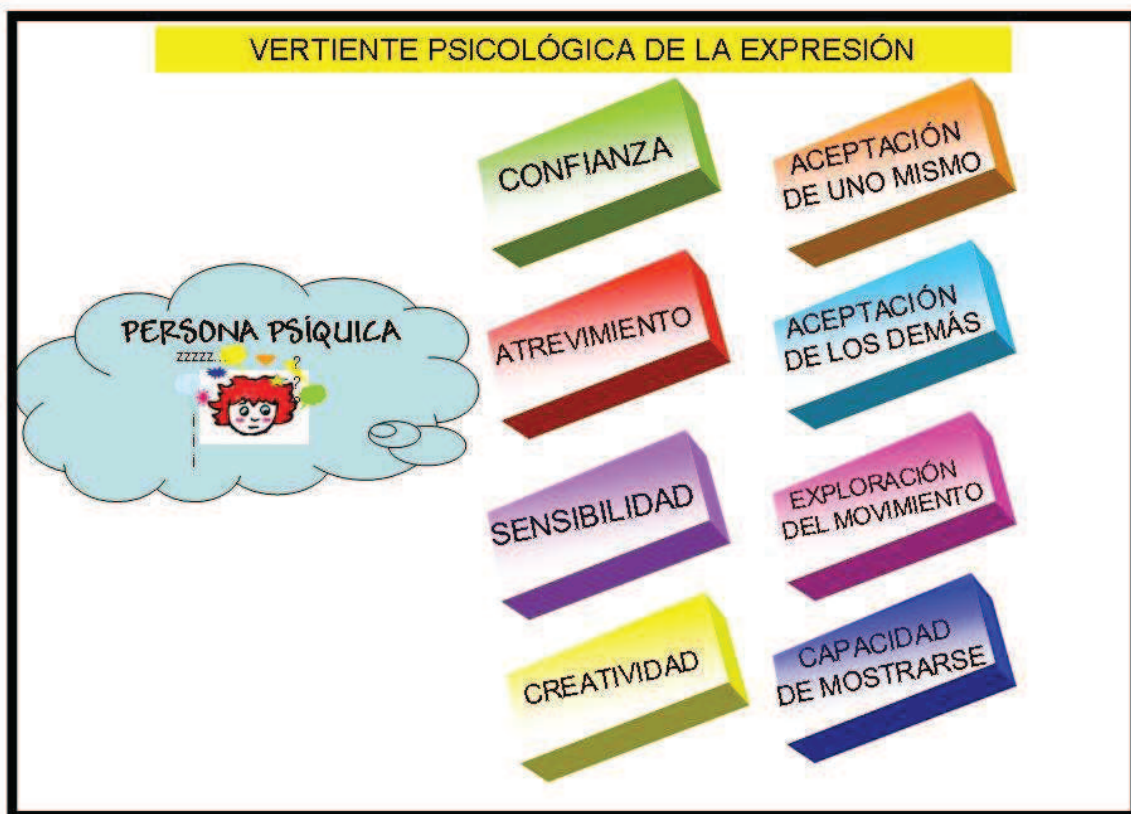 VERTIENTE PSICOLÓGICA DE LA EXPRESIÓN
PERSONA PSÍQUICA
zzzzz...
?
?
?
CONFIANZA
ACEPTACIÓN
DE UNO MISMO
ATREVIMIENTO
ACEPTACIÓN
DE LOS DEMÁS
SENSIBILIDAD
EXPLORACIÓN
DEL MOVIMIENTO
CREATIVIDAD
CAPACIDAD
DE MOSTRARSE